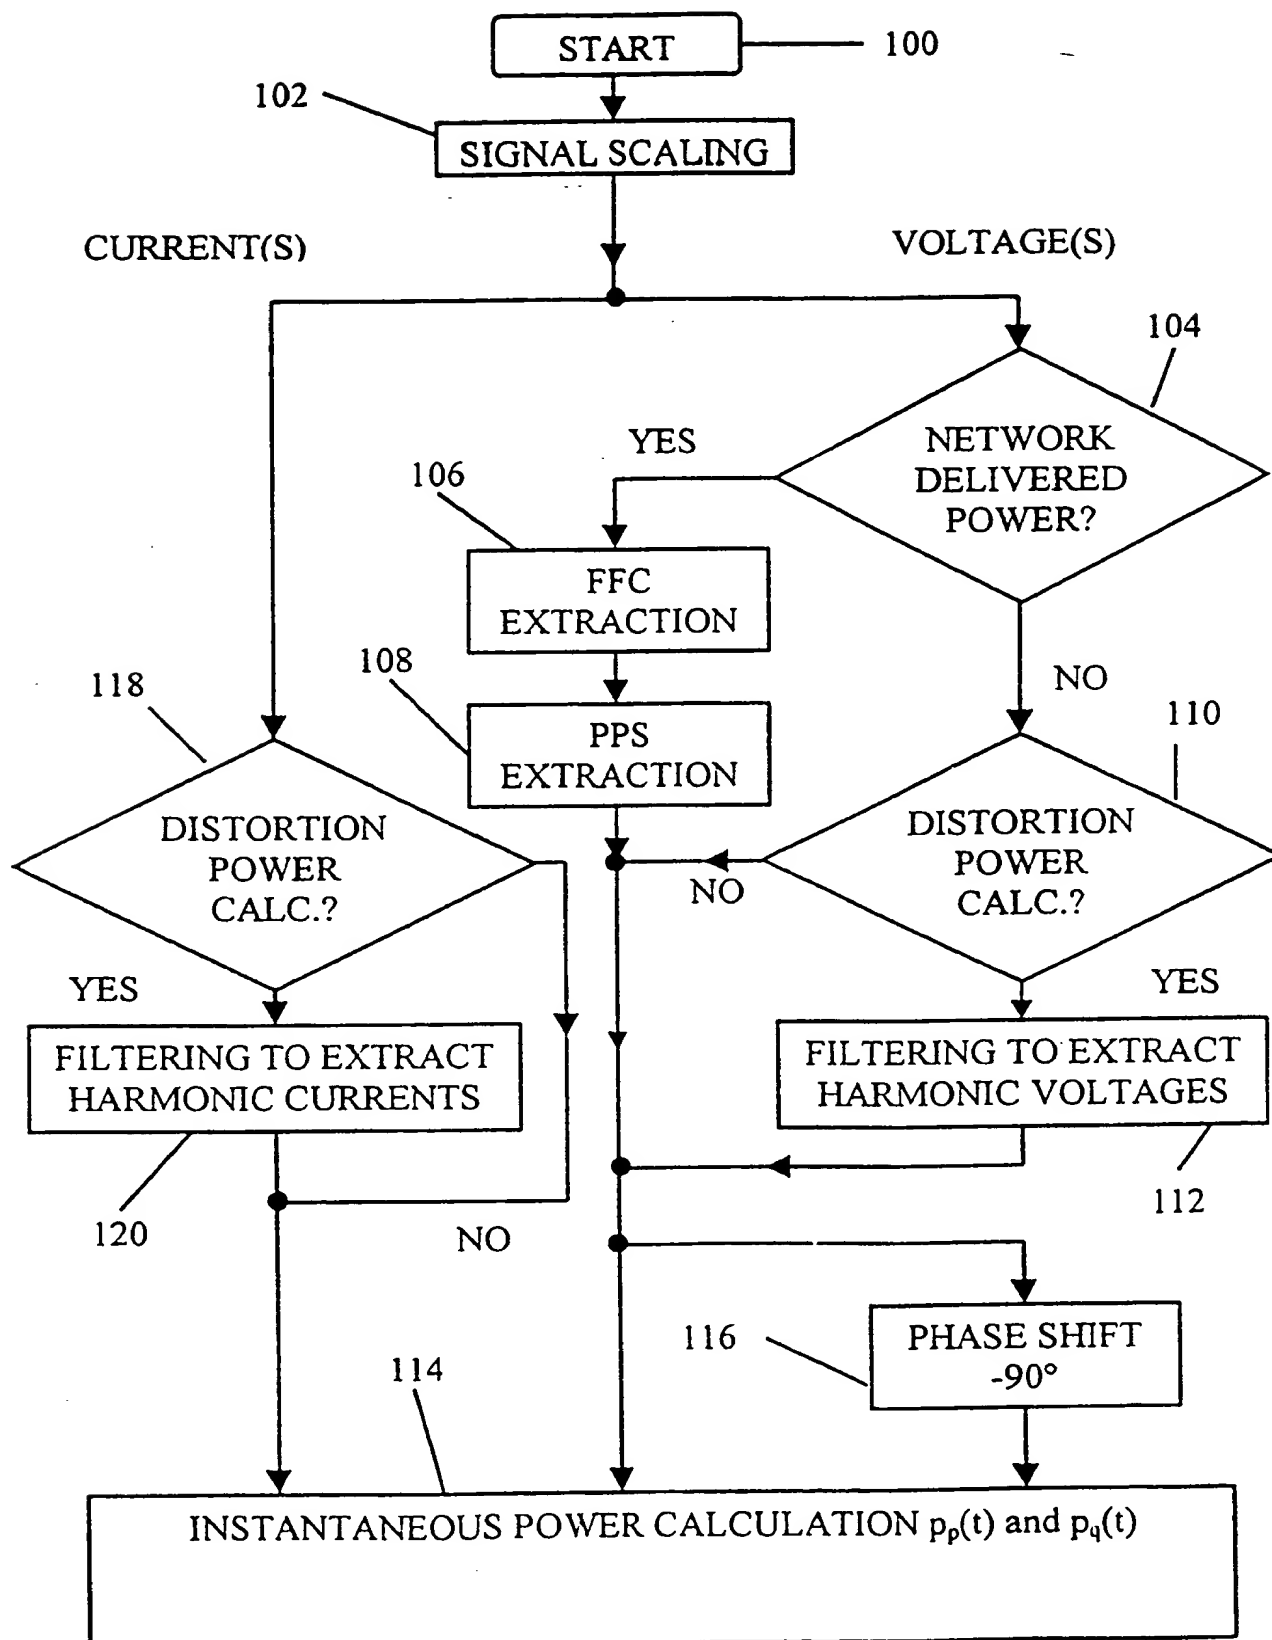 START
100
102
SIGNAL SCALING
CURRENT(S)
VOLTAGE(S)
104
YES
NETWORK
DELIVERED
POWER?
106
FFC
EXTRACTION
108
NO
118
110
PPS
EXTRACTION
DISTORTION
POWER
CALC.?
DISTORTION
POWER
CALC.?
NO
YES
YES
FILTERING TO EXTRACT
HARMONIC CURRENTS
FILTERING TO EXTRACT
HARMONIC VOLTAGES
120
NO
112
116
PHASE SHIFT
-90°
114
INSTANTANEOUS POWER CALCULATION pₚ(t) and p_q(t)